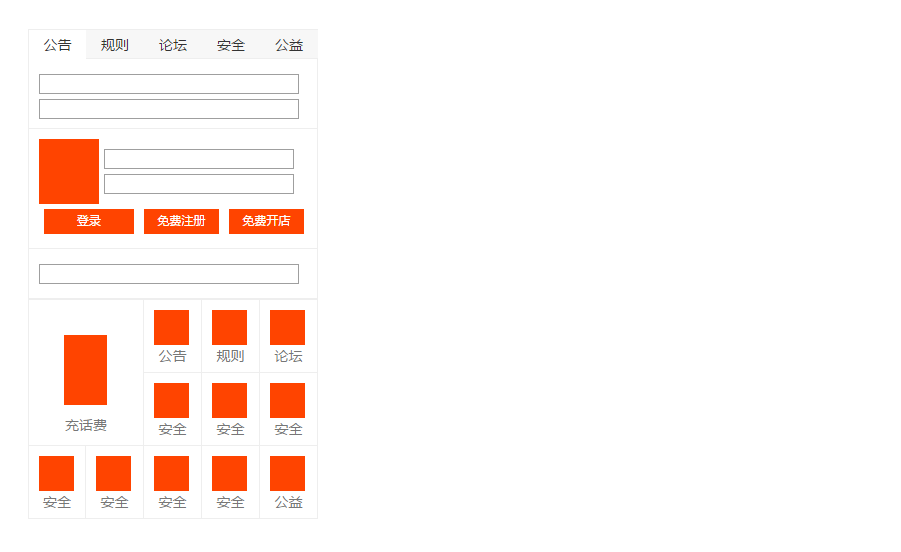 公告 规则 论坛 安全 公益
登录 免费注册 免费开店
公告 规则 论坛
充话费
安全 安全 安全
安全 安全 安全 安全 公益